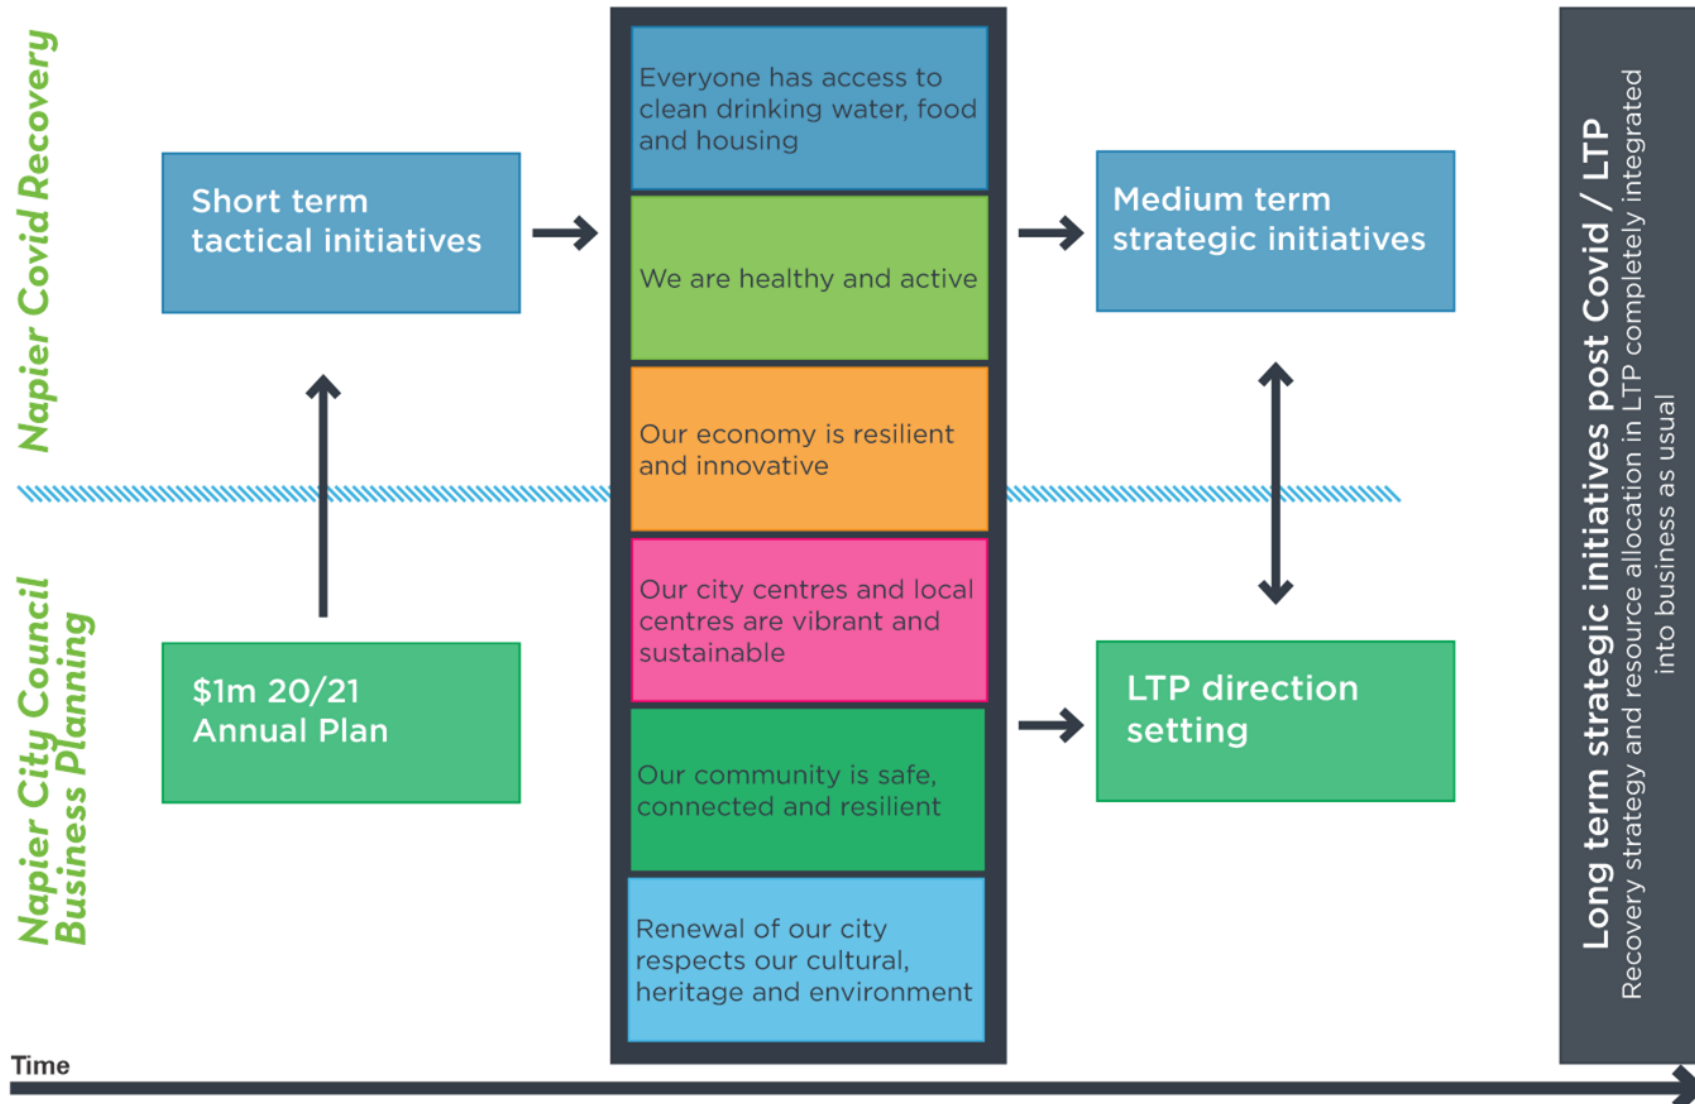 Napier Covid Recovery
Napier City Council
Business Planning
Short term
tactical initiatives
$1m 20/21
Annual Plan
Everyone has access to
clean drinking water, food
and housing
We are healthy and active
Our economy is resilient
and innovative
Our city centres and local
centres are vibrant and
sustainable
Our community is safe,
connected and resilient
Renewal of our city
respects our cultural,
heritage and environment
Medium term
strategic initiatives
LTP direction
setting
Long term strategic initiatives post Covid / LTP
Recovery strategy and resource allocation in LTP completely integrated
into business as usual
Time